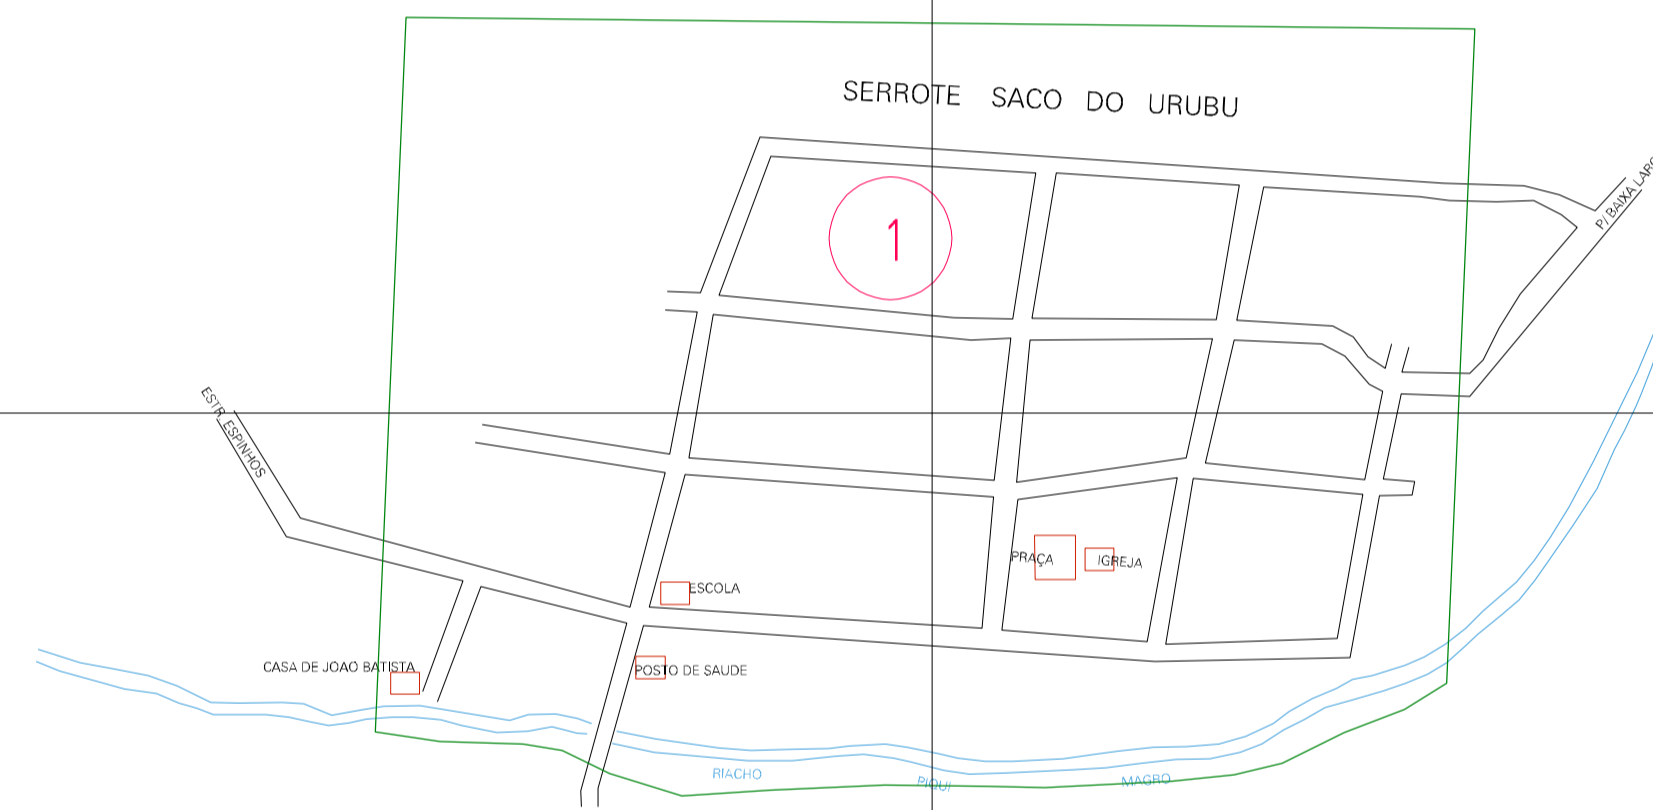 SERROTE SACO DO URUBU
P/ BAIXA
1
ESTR. ESPINHOS
PRAÇA
IGREJA
ESCOLA
CASA DE JOAO BATISTA
POSTO DE SAUDE
RIACHO PIQUI MAGRO